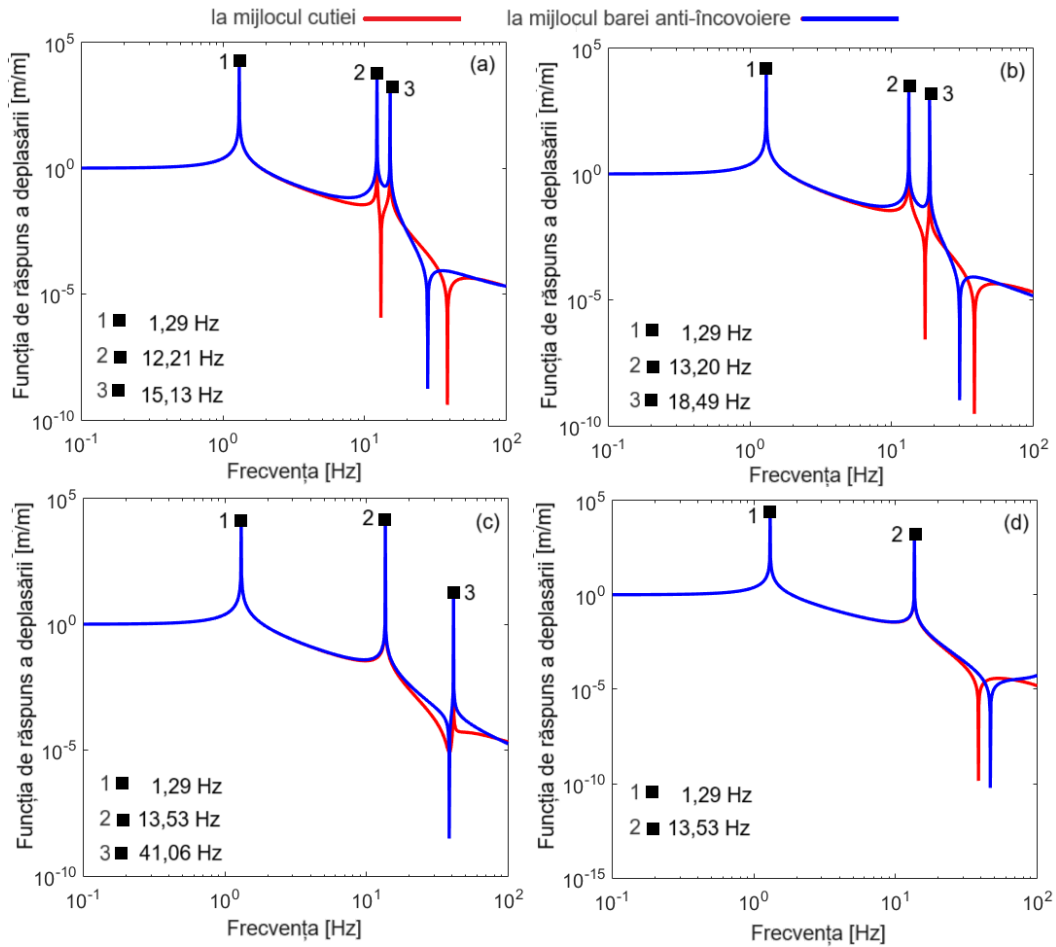 la mijlocul cutiei
la mijlocul barei anti-încovoiere
Funcția de răspuns a deplasării [m/m]
10^5
10^0
10^-5
10^-10
(a)
1
2
3
1 ■ 1,29 Hz
2 ■ 12,21 Hz
3 ■ 15,13 Hz
10^-1 10^0 10^1 10^2
Frecvența [Hz]
Funcția de răspuns a deplasării [m/m]
10^5
10^0
10^-5
10^-10
(b)
1
2
3
1 ■ 1,29 Hz
2 ■ 13,20 Hz
3 ■ 18,49 Hz
10^-1 10^0 10^1 10^2
Frecvența [Hz]
Funcția de răspuns a deplasării [m/m]
10^5
10^0
10^-5
10^-10
(c)
1
2
3
1 ■ 1,29 Hz
2 ■ 13,53 Hz
3 ■ 41,06 Hz
10^-1 10^0 10^1 10^2
Frecvența [Hz]
Funcția de răspuns a deplasării [m/m]
10^5
10^0
10^-5
10^-10
10^-15
(d)
1
2
1 ■ 1,29 Hz
2 ■ 13,53 Hz
10^-1 10^0 10^1 10^2
Frecvența [Hz]